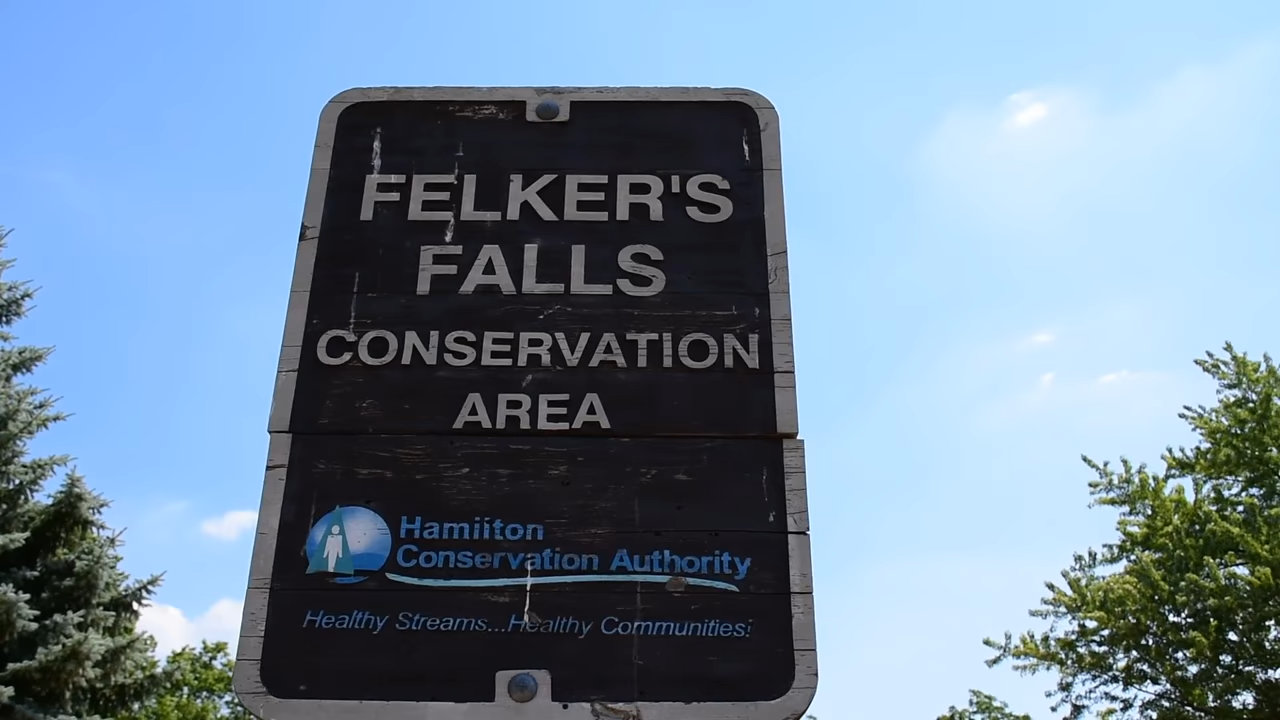 FELKER'S
FALLS
CONSERVATION
AREA
Hamilton
Conservation Authority
Healthy Streams...Healthy Communities!